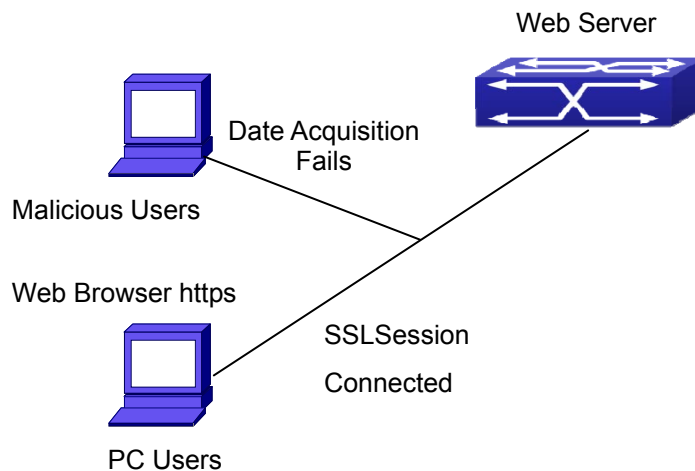 Web Server
Date Acquisition
Fails
Malicious Users
Web Browser https
SSLSession
Connected
PC Users